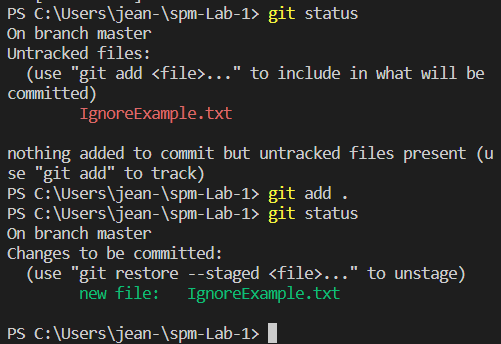 PS C:\Users\jean-\spm-Lab-1> git status
On branch master
Untracked files:
  (use "git add <file>..." to include in what will be
committed)
        IgnoreExample.txt

nothing added to commit but untracked files present (u
se "git add" to track)
PS C:\Users\jean-\spm-Lab-1> git add .
PS C:\Users\jean-\spm-Lab-1> git status
On branch master
Changes to be committed:
  (use "git restore --staged <file>..." to unstage)
        new file:   IgnoreExample.txt

PS C:\Users\jean-\spm-Lab-1>